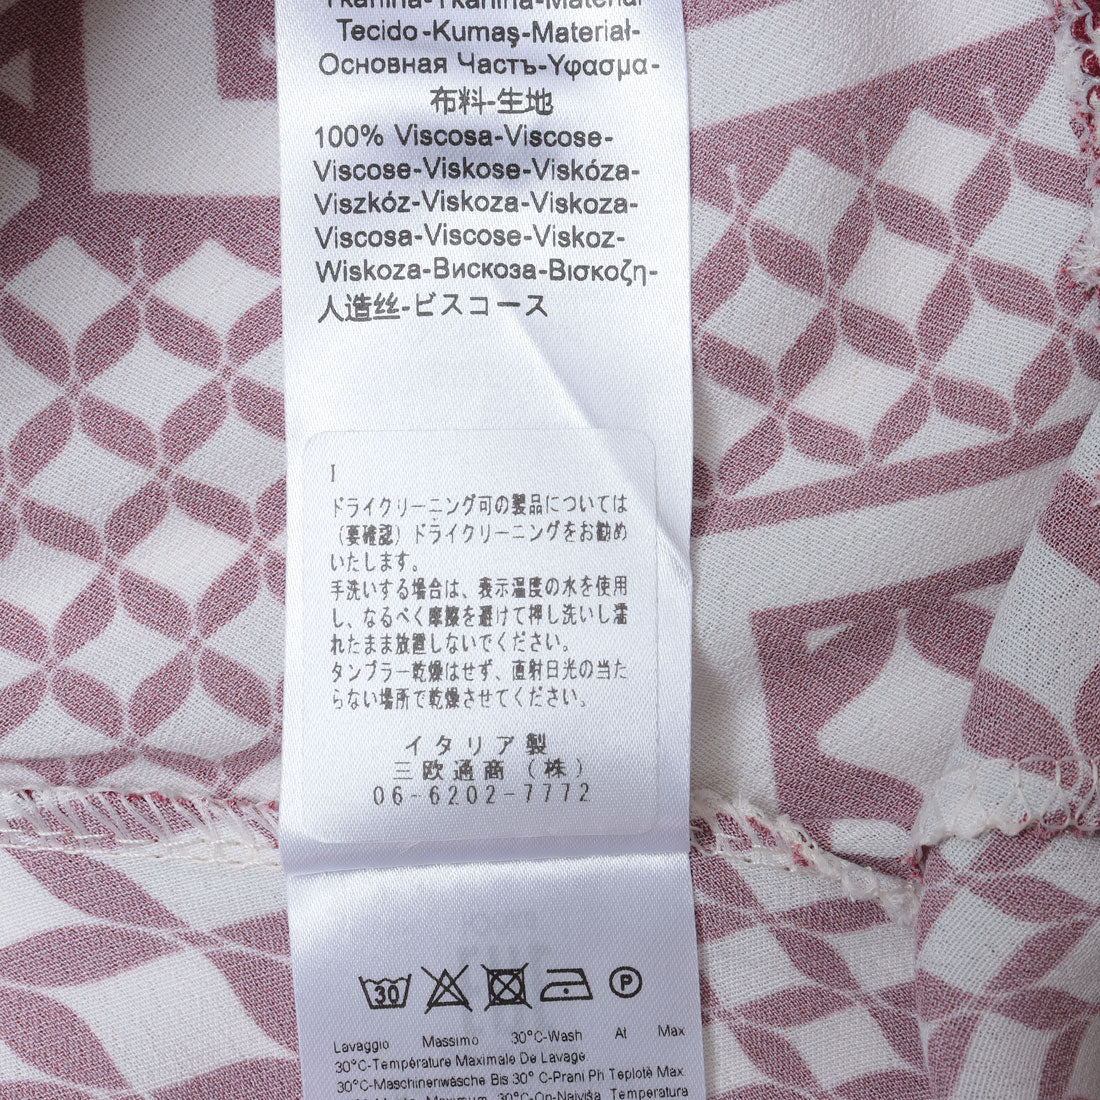 Tkanina-Tkanina-Material
Tecido-Kumaş-Materiał-
Основная Часть-Υφασμα-
布料-生地
100% Viscosa-Viscose-
Viscose-Viskose-Viskóza-
Viszkóz-Viskoza-Viskoza-
Viscosa-Viscose-Viskoz-
Wiskoza-Вискоза-Βισκοζη-
人造丝-ビスコース
I
ドライクリーニング可の製品については
(要確認)ドライクリーニングをお勧め
いたします。
手洗いする場合は、表示温度の水を使用
し、なるべく摩擦を避けて押し洗いし濡
れたまま放置しないでください。
タンブラー乾燥はせず、直射日光の当た
らない場所で乾燥させてください。
イタリア製
三欧通商(株)
06-6202-7772
30 P
Lavaggio Massimo 30°C-Wash At Max
30°C-Température Maximale De Lavage
30°C-Maschinenwäsche Bis 30° C-Prani Ph Teplotě Max.
Maximum 30°C-On